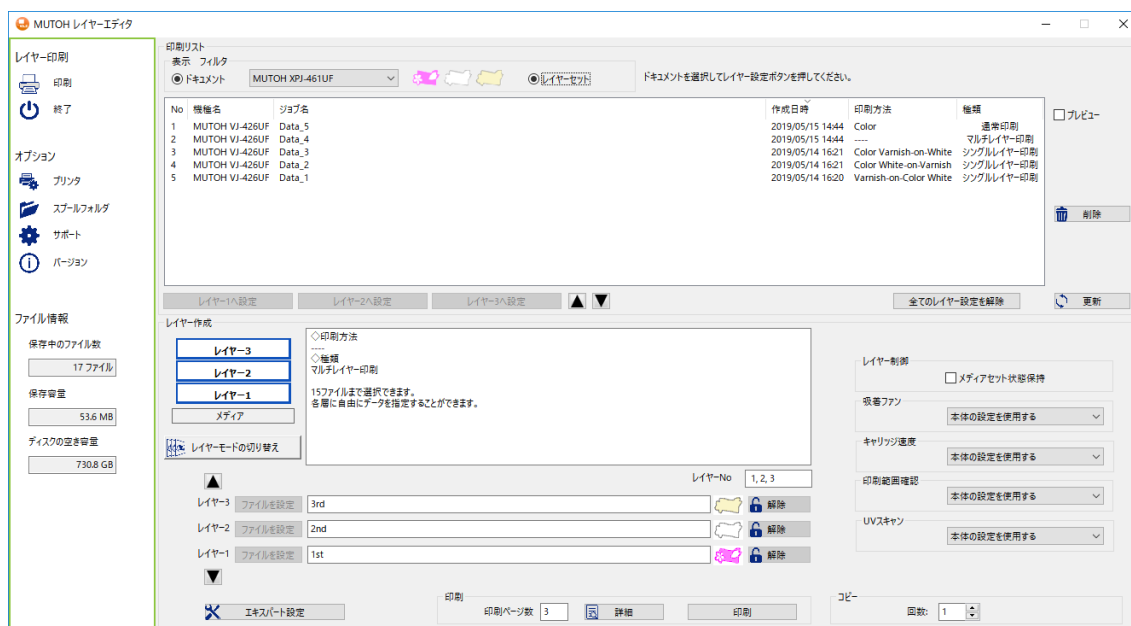 MUTOH レイヤーエディタ
レイヤー印刷
印刷
終了
オプション
プリンタ
スプールフォルダ
サポート
バージョン
ファイル情報
保存中のファイル数
17 ファイル
保存容量
53.6 MB
ディスクの空き容量
730.8 GB
印刷リスト
表示 フィルタ
ドキュメント MUTOH XPJ-461UF レイヤーセット ドキュメントを選択してレイヤー設定ボタンを押してください。
No 機種名 ジョブ名 作成日時 印刷方法 種類
1 MUTOH VJ-426UF Data_5 2019/05/15 14:44 Color 通常印刷
2 MUTOH VJ-426UF Data_4 2019/05/15 14:44 ---- マルチレイヤー印刷
3 MUTOH VJ-426UF Data_3 2019/05/14 16:21 Color Varnish-on-White シングルレイヤー印刷
4 MUTOH VJ-426UF Data_2 2019/05/14 16:21 Color White-on-Varnish シングルレイヤー印刷
5 MUTOH VJ-426UF Data_1 2019/05/14 16:20 Varnish-on-Color White シングルレイヤー印刷
プレビュー
削除
レイヤー1へ設定 レイヤー2へ設定 レイヤー3へ設定 ▲ ▼ 全てのレイヤー設定を解除 更新
レイヤー作成
レイヤー3
レイヤー2
レイヤー1
メディア
レイヤーモードの切り替え
◇印刷方法
----
◇種類
マルチレイヤー印刷
15ファイルまで選択できます。
各層に自由にデータを指定することができます。
レイヤーNo 1, 2, 3
▲
レイヤー3 ファイルを設定 3rd 解除
レイヤー2 ファイルを設定 2nd 解除
レイヤー1 ファイルを設定 1st 解除
▼
エキスパート設定
印刷
印刷ページ数 3 詳細 印刷
レイヤー制御
メディアセット状態保持
吸着ファン
本体の設定を使用する
キャリッジ速度
本体の設定を使用する
印刷範囲確認
本体の設定を使用する
UVスキャン
本体の設定を使用する
コピー
回数: 1